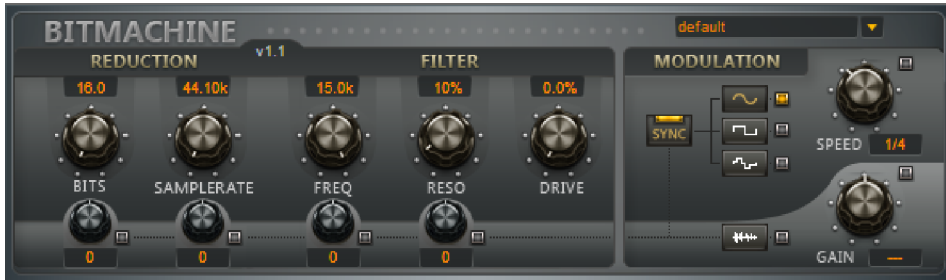 BITMACHINE
default
v1.1
REDUCTION FILTER MODULATION
16.0 44.10k 15.0k 10% 0.0%
SYNC
SPEED 1/4
BITS SAMPLERATE FREQ RESO DRIVE
0 0 0 0
GAIN ---